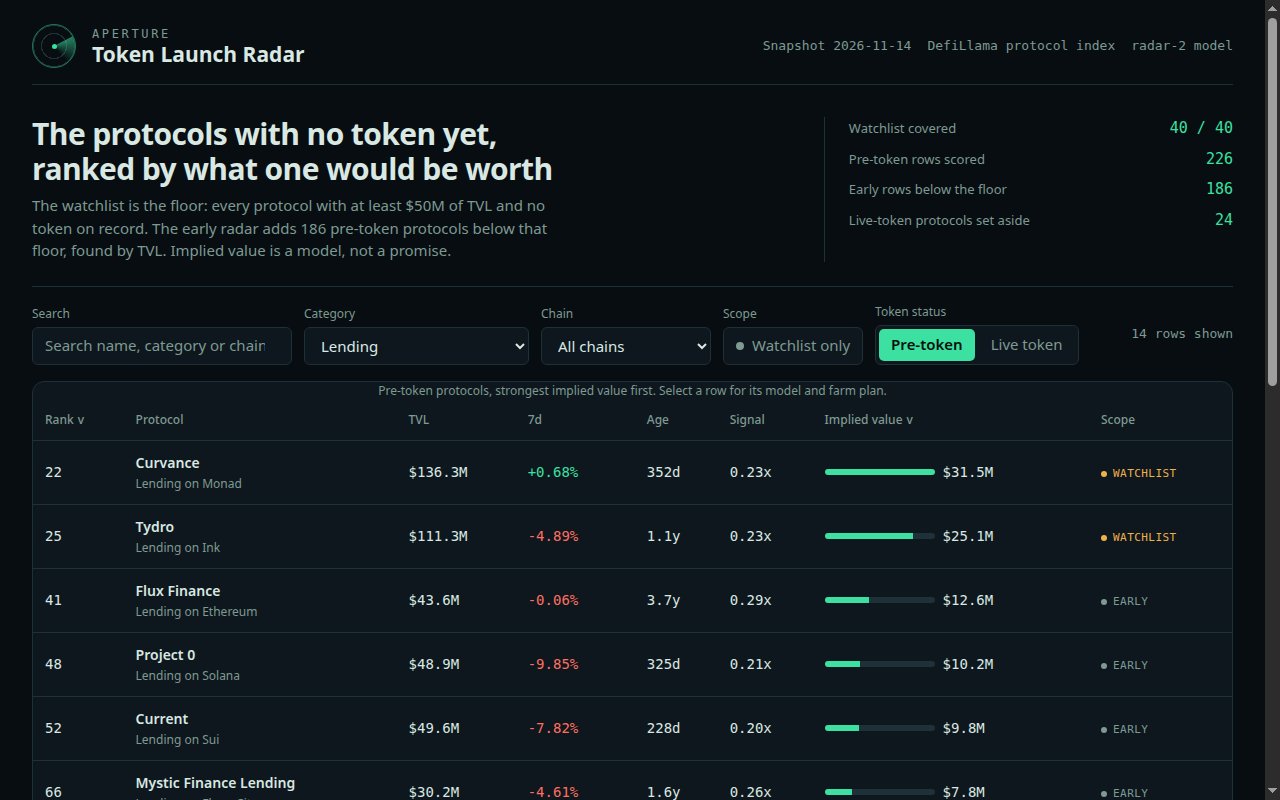 APERTURE
Token Launch Radar
Snapshot 2026-11-14 DefiLlama protocol index radar-2 model
The protocols with no token yet,
ranked by what one would be worth
The watchlist is the floor: every protocol with at least $50M of TVL and no
token on record. The early radar adds 186 pre-token protocols below that
floor, found by TVL. Implied value is a model, not a promise.
Watchlist covered 40 / 40
Pre-token rows scored 226
Early rows below the floor 186
Live-token protocols set aside 24
Search Category Chain Scope Token status
Search name, category or chain Lending All chains Watchlist only Pre-token Live token 14 rows shown
Pre-token protocols, strongest implied value first. Select a row for its model and farm plan.
Rank v Protocol TVL 7d Age Signal Implied value v Scope
22 Curvance $136.3M +0.68% 352d 0.23x $31.5M WATCHLIST
Lending on Monad
25 Tydro $111.3M -4.89% 1.1y 0.23x $25.1M WATCHLIST
Lending on Ink
41 Flux Finance $43.6M -0.06% 3.7y 0.29x $12.6M EARLY
Lending on Ethereum
48 Project 0 $48.9M -9.85% 325d 0.21x $10.2M EARLY
Lending on Solana
52 Current $49.6M -7.82% 228d 0.20x $9.8M EARLY
Lending on Sui
66 Mystic Finance Lending $30.2M -4.61% 1.6y 0.26x $7.8M EARLY